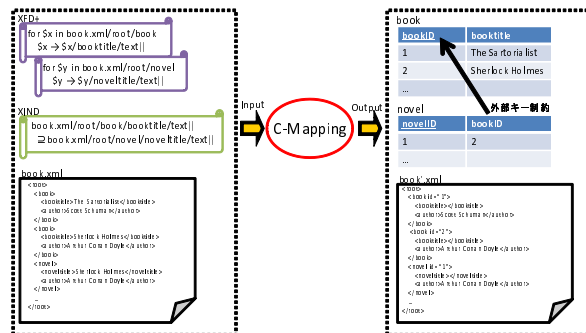 XFD+
for $x in book.xml/root/book
$x → $x/booktitle/text||
for $y in book.xml/root/novel
$y → $y/noveltitle/text||
XIND
book.xml/root/book/booktitle/text||
⊇book.xml/root/novel/noveltitle/text||
book.xml
<root>
<book>
<booktitle>The Sartorialist</booktitle>
<author>Scott Schuman</author>
</book>
<book>
<booktitle>Sherlock Holmes</booktitle>
<author>Arthur Conan Doyle</author>
</book>
<novel>
<noveltitle>Sherlock Holmes</noveltitle>
<author>Arthur Conan Doyle</author>
</novel>
...
</root>
Input
C-Mapping
Output
book
bookID booktitle
1 The Sartorialist
2 Sherlock Holmes
...
外部キー制約
novel
novelID bookID
1 2
...
book'.xml
<root>
<book id="1">
<booktitle></booktitle>
<author>Scott Schuman</author>
</book>
<book id="2">
<booktitle></booktitle>
<author>Arthur Conan Doyle</author>
</book>
<novel id="1">
<noveltitle></noveltitle>
<author>Arthur Conan Doyle</author>
</novel>
...
</root>